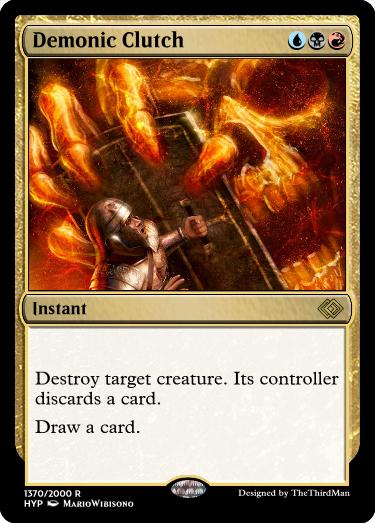 Demonic Clutch
Instant
Destroy target creature. Its controller
discards a card.
Draw a card.
1370/2000 R
HYP MarioWibisono
Designed by TheThirdMan